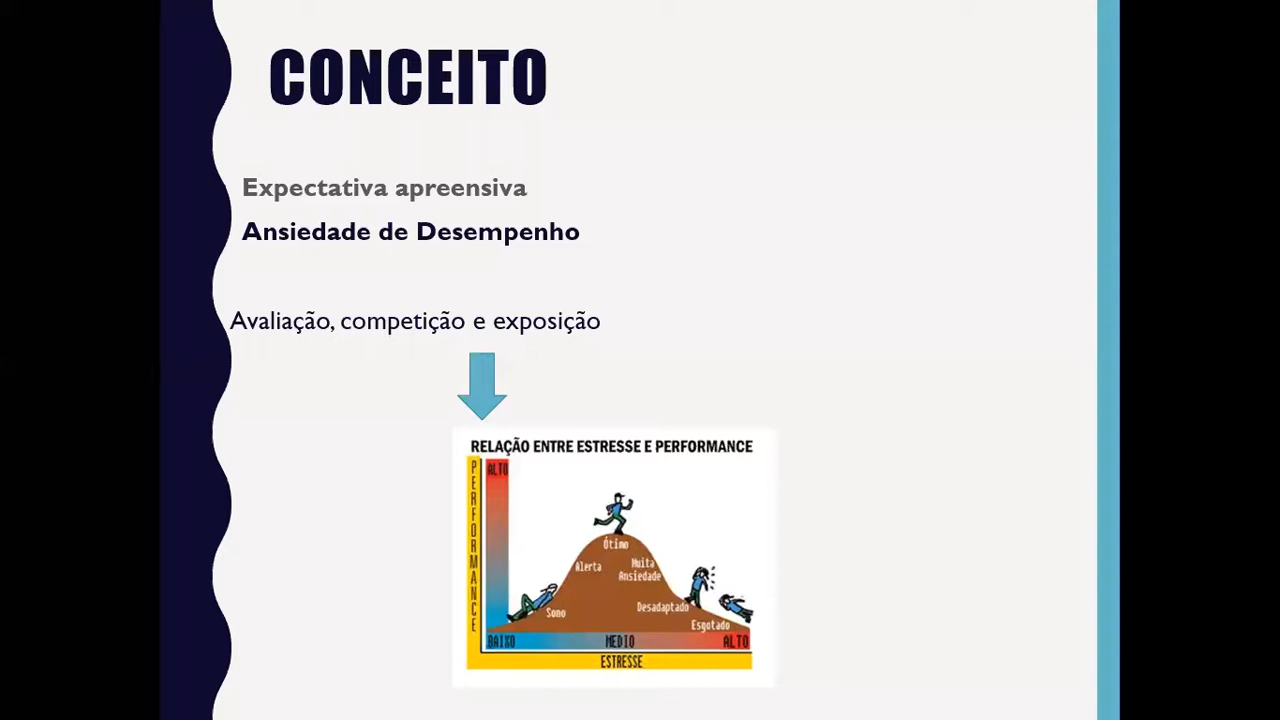 CONCEITO
Expectativa apreensiva
Ansiedade de Desempenho
Avaliação, competição e exposição
RELAÇÃO ENTRE ESTRESSE E PERFORMANCE
PERFORMANCE
ALTO
Ótimo
Alerta
Muita
Ansiedade
Sono
Desadaptado
Esgotado
BAIXO MEDIO ALTO
ESTRESSE